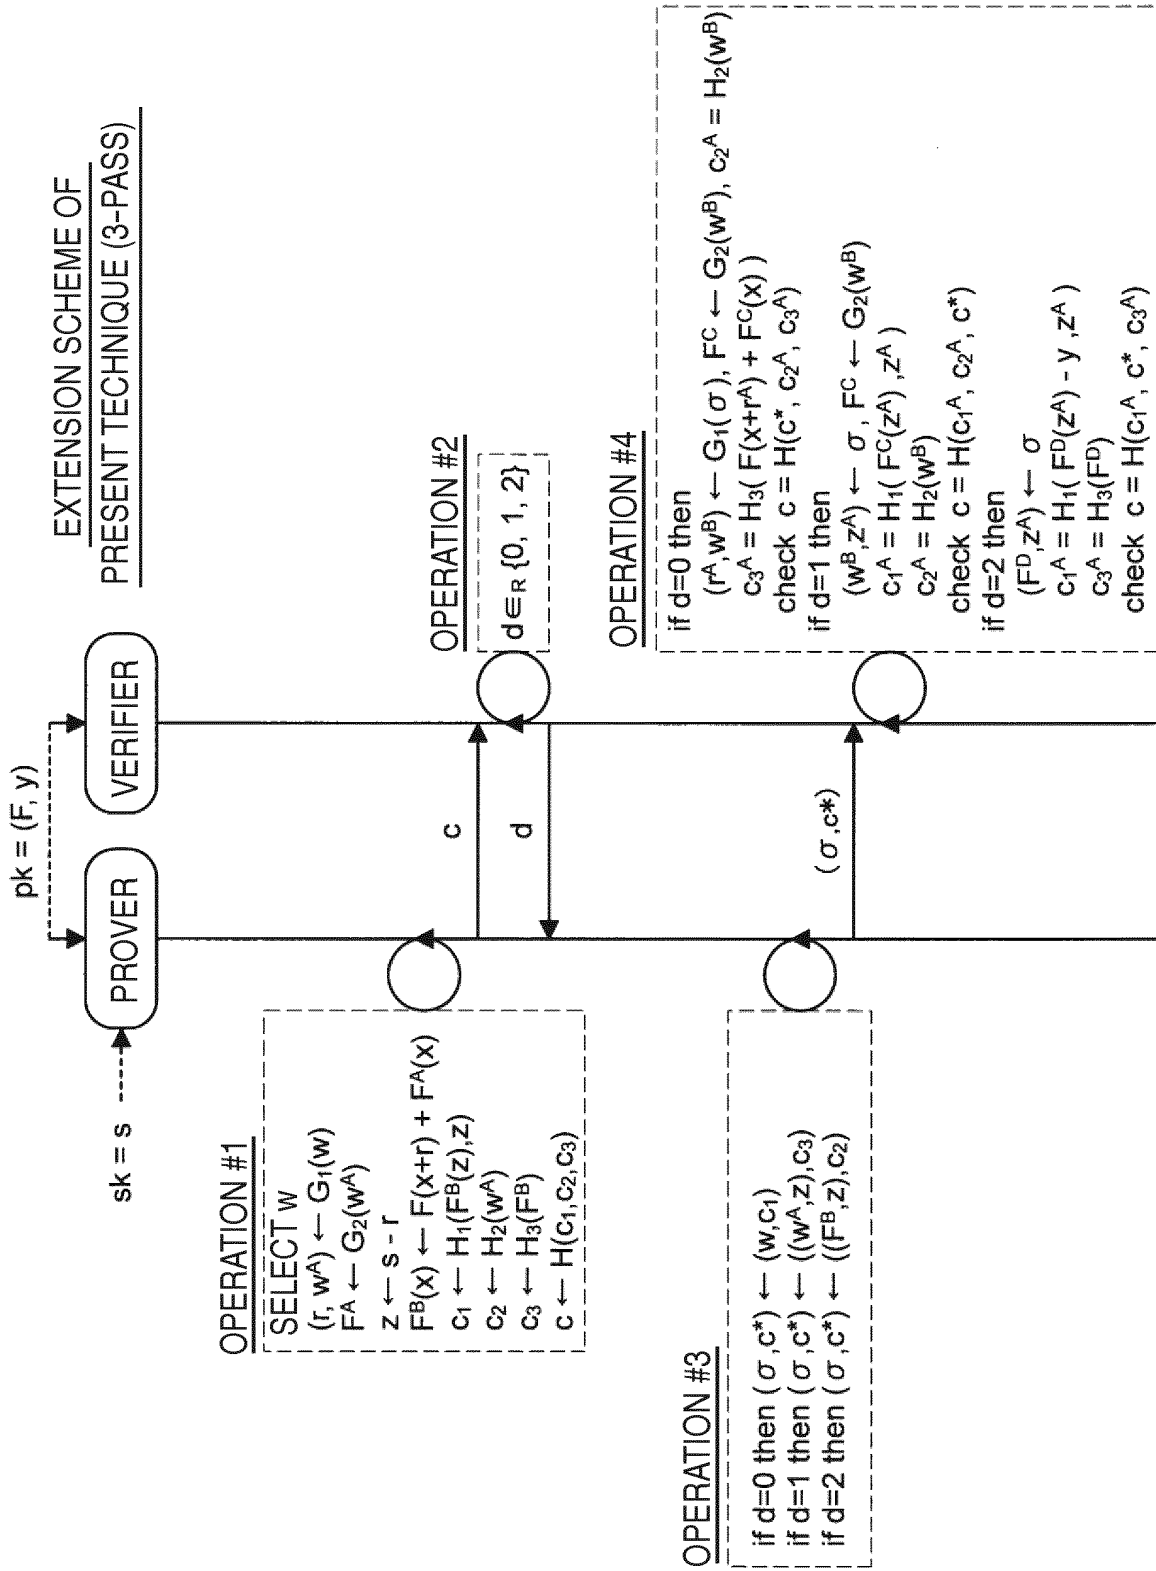 EXTENSION SCHEME OF
PRESENT TECHNIQUE (3-PASS)
pk = (F, y)
sk = s
PROVER
VERIFIER
OPERATION #1
SELECT w
(r, w^A) ← G₁(w)
F^A ← G₂(w^A)
z ← s - r
F^B(x) ← F(x+r) + F^A(x)
c₁ ← H₁(F^B(z),z)
c₂ ← H₂(w^A)
c₃ ← H₃(F^B)
c ← H(c₁,c₂,c₃)
c
OPERATION #2
d ∈_R {0, 1, 2}
d
OPERATION #3
if d=0 then (σ,c*) ← (w,c₁)
if d=1 then (σ,c*) ← ((w^A,z),c₃)
if d=2 then (σ,c*) ← ((F^B,z),c₂)
(σ,c*)
OPERATION #4
if d=0 then
(r^A,w^B) ← G₁(σ), F^C ← G₂(w^B), c₂^A = H₂(w^B)
c₃^A = H₃( F(x+r^A) + F^C(x) )
check c = H(c*, c₂^A, c₃^A)
if d=1 then
(w^B,z^A) ← σ, F^C ← G₂(w^B)
c₁^A = H₁( F^C(z^A) ,z^A )
c₂^A = H₂(w^B)
check c = H(c₁^A, c₂^A, c*)
if d=2 then
(F^D,z^A) ← σ
c₁^A = H₁( F^D(z^A) - y ,z^A )
c₃^A = H₃(F^D)
check c = H(c₁^A, c*, c₃^A)